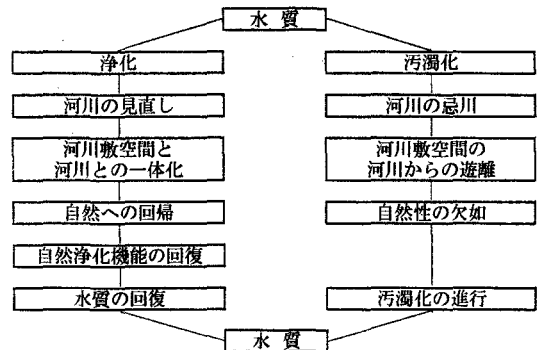 水質
浄化
汚濁化
河川の見直し
河川の忌川
河川敷空間と
河川との一体化
河川敷空間の
河川からの遊離
自然への回帰
自然性の欠如
自然浄化機能の回復
水質の回復
汚濁化の進行
水質